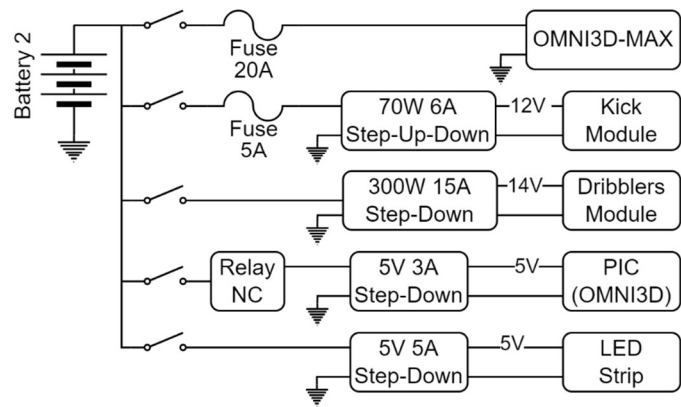 Battery 2
Fuse
20A
OMNI3D-MAX
Fuse
5A
70W 6A
Step-Up-Down
12V
Kick
Module
300W 15A
Step-Down
14V
Dribblers
Module
Relay
NC
5V 3A
Step-Down
5V
PIC
(OMNI3D)
5V 5A
Step-Down
5V
LED
Strip